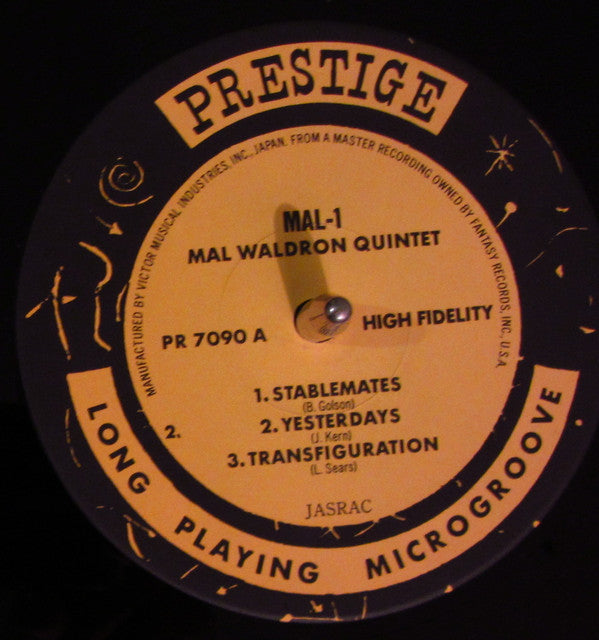 PRESTIGE
MANUFACTURED BY VICTOR MUSICAL INDUSTRIES, INC., JAPAN. FROM A MASTER RECORDING OWNED BY FANTASY RECORDS, INC, U.S.A.
MAL-1
MAL WALDRON QUINTET
PR 7090 A
HIGH FIDELITY
1. STABLEMATES
(B. Golson)
2.
2. YESTERDAYS
(J. Kern)
3. TRANSFIGURATION
(L. Sears)
JASRAC
LONG PLAYING MICROGROOVE